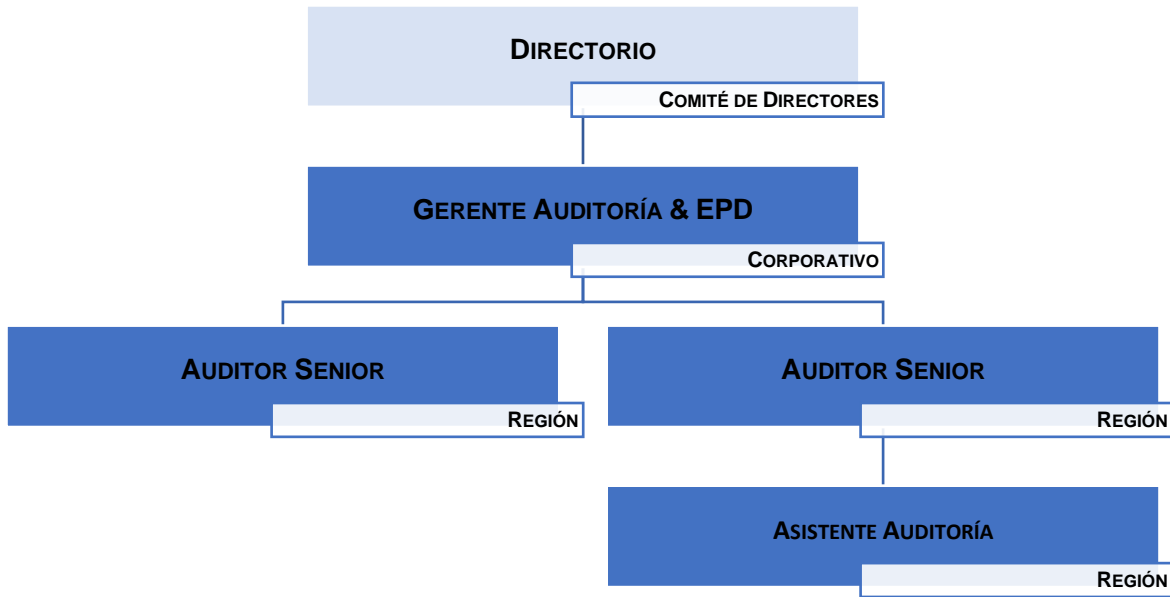 DIRECTORIO
COMITÉ DE DIRECTORES
GERENTE AUDITORÍA & EPD
CORPORATIVO
AUDITOR SENIOR
REGIÓN
AUDITOR SENIOR
REGIÓN
ASISTENTE AUDITORÍA
REGIÓN